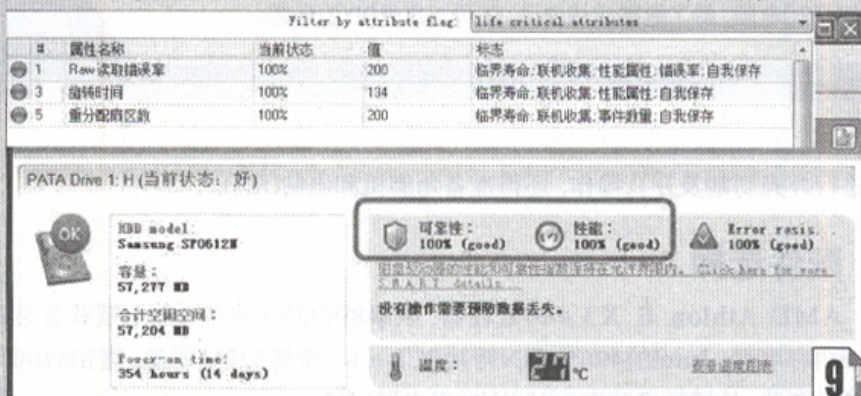 Filter by attribute flag: life critical attributes
# 属性名称 当前状态 值 标志
1 Raw 读取错误率 100% 200 临界寿命;联机收集;性能属性;错误率;自我保存
3 旋转时间 100% 134 临界寿命;联机收集;性能属性;自我保存
5 重分配扇区数 100% 200 临界寿命;联机收集;事件数量;自我保存
PATA Drive 1: H (当前状态: 好)
OK
HDD model:
Samsung SP0612N
容量:
57,277 MB
合计空闲空间:
57,204 MB
Power on time:
354 hours (14 days)
可靠性:
100% (good)
性能:
100% (good)
Error resis...
100% (good)
Click here for more
S.M.A.R.T. details...
没有操作需要预防数据丢失。
温度:
℃
查看温度图表
9